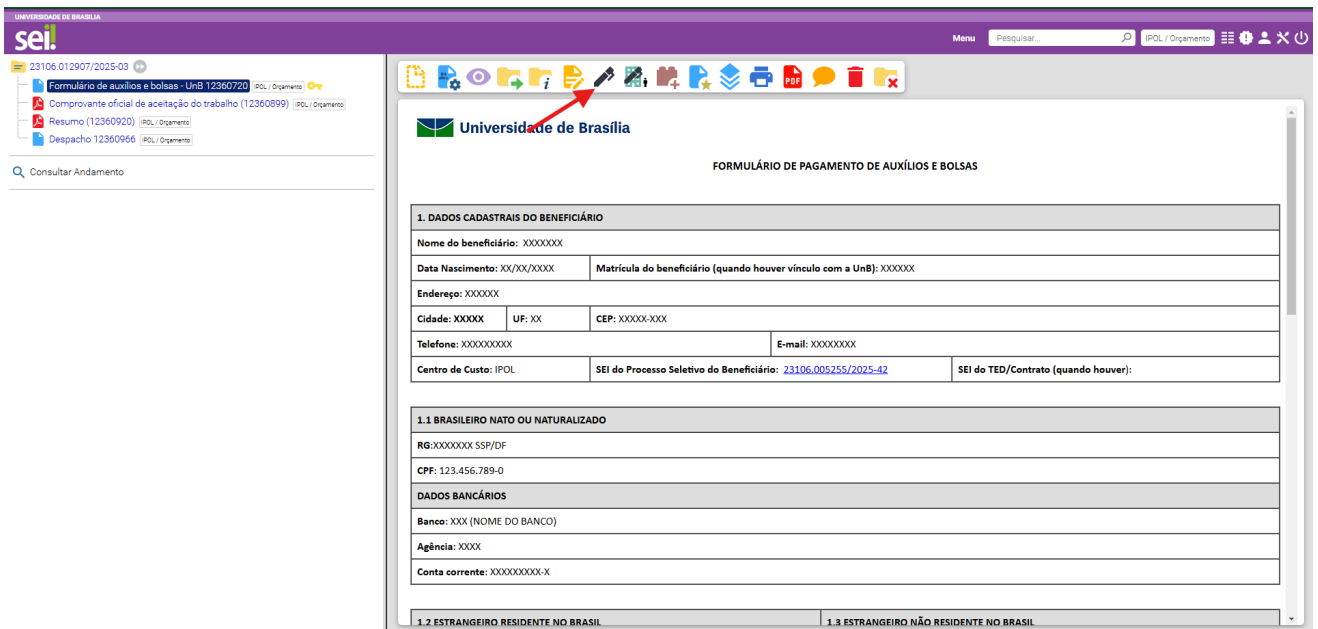 UNIVERSIDADE DE BRASILIA
sei!
Menu
Pesquisar...
IPOL / Orçamento
23106.012907/2025-03
Formulário de auxílios e bolsas - UnB 12360720 IPOL / Orçamento
Comprovante oficial de aceitação do trabalho (12360899) IPOL / Orçamento
Resumo (12360920) IPOL / Orçamento
Despacho 12360966 IPOL / Orçamento
Consultar Andamento
PDF
Universidade de Brasília
FORMULÁRIO DE PAGAMENTO DE AUXÍLIOS E BOLSAS
1. DADOS CADASTRAIS DO BENEFICIÁRIO
Nome do beneficiário: XXXXXXX
Data Nascimento: XX/XX/XXXX Matrícula do beneficiário (quando houver vínculo com a UnB): XXXXXX
Endereço: XXXXXX
Cidade: XXXXX UF: XX CEP: XXXXX-XXX
Telefone: XXXXXXXXX E-mail: XXXXXXXX
Centro de Custo: IPOL SEI do Processo Seletivo do Beneficiário: 23106.005255/2025-42 SEI do TED/Contrato (quando houver):
1.1 BRASILEIRO NATO OU NATURALIZADO
RG:XXXXXXX SSP/DF
CPF: 123.456.789-0
DADOS BANCÁRIOS
Banco: XXX (NOME DO BANCO)
Agência: XXXX
Conta corrente: XXXXXXXXX-X
1.2 ESTRANGEIRO RESIDENTE NO BRASIL 1.3 ESTRANGEIRO NÃO RESIDENTE NO BRASIL